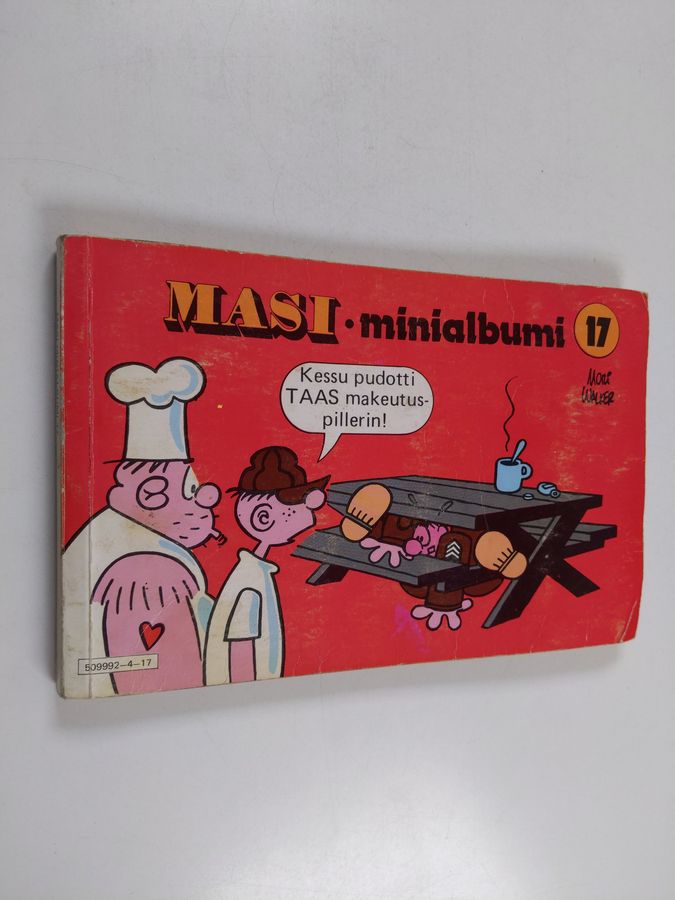 MASI • minialbumi 17
MORT
WALKER
Kessu pudotti
TAAS makeutus-
pillerin!
509992-4-17